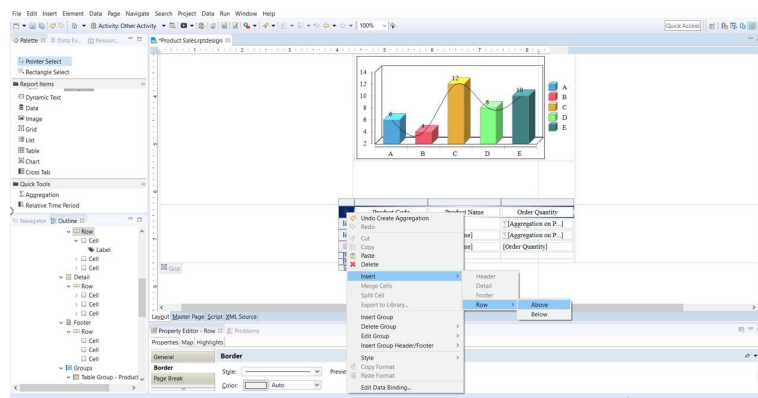 File Edit Insert Element Data Page Navigate Search Project Data Run Window Help
Activity: Other Activity
100%
Quick Access
Palette
Data Ex...
Resourc...
*Product Sales.rptdesign
Pointer Select
Rectangle Select
Report Items
Dynamic Text
Data
Image
Grid
List
Table
Chart
Cross Tab
Quick Tools
Aggregation
Relative Time Period
Navigator
Outline
Row
Cell
Label
Cell
Cell
Detail
Row
Cell
Cell
Cell
Footer
Row
Cell
Cell
Cell
Groups
Table Group - Product
14
12
10
8
6
4
2
6
4
12
8
10
A B C D E
A
B
C
D
E
Product Code Product Name Order Quantity
∑[Aggregation on P...]
∑[Aggregation on P...]
[Order Quantity]
Grid
Undo Create Aggregation
Redo
Cut
Copy
Paste
Delete
Insert
Merge Cells
Split Cell
Export to Library...
Insert Group
Delete Group
Edit Group
Insert Group Header/Footer
Style
Copy Format
Paste Format
Edit Data Binding...
Header
Detail
Footer
Row
Above
Below
Layout Master Page Script XML Source
Property Editor - Row
Problems
Properties Map Highlights
General
Border
Page Break
Border
Style:
Color: Auto